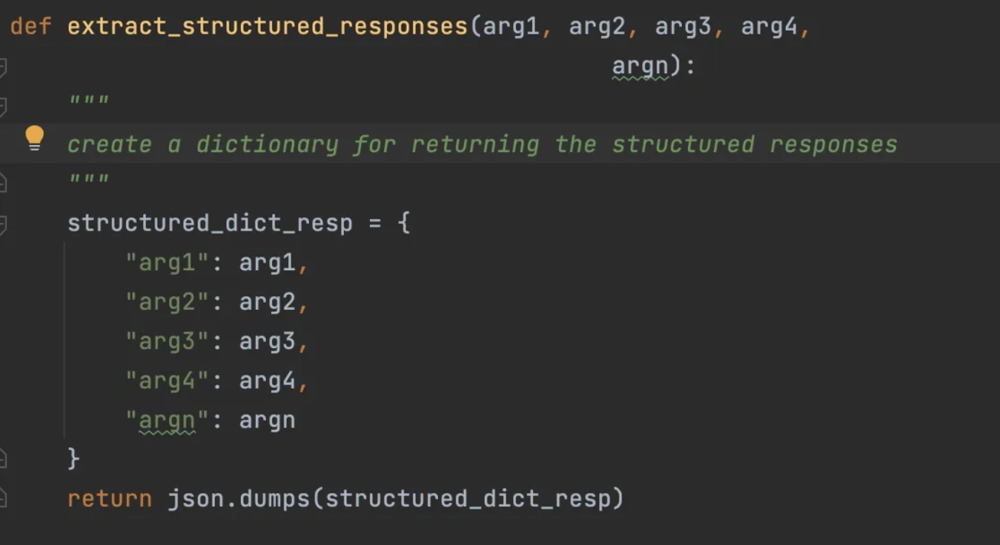 def extract_structured_responses(arg1, arg2, arg3, arg4,
argn):
"""
create a dictionary for returning the structured responses
"""
structured_dict_resp = {
"arg1": arg1,
"arg2": arg2,
"arg3": arg3,
"arg4": arg4,
"argn": argn
}
return json.dumps(structured_dict_resp)